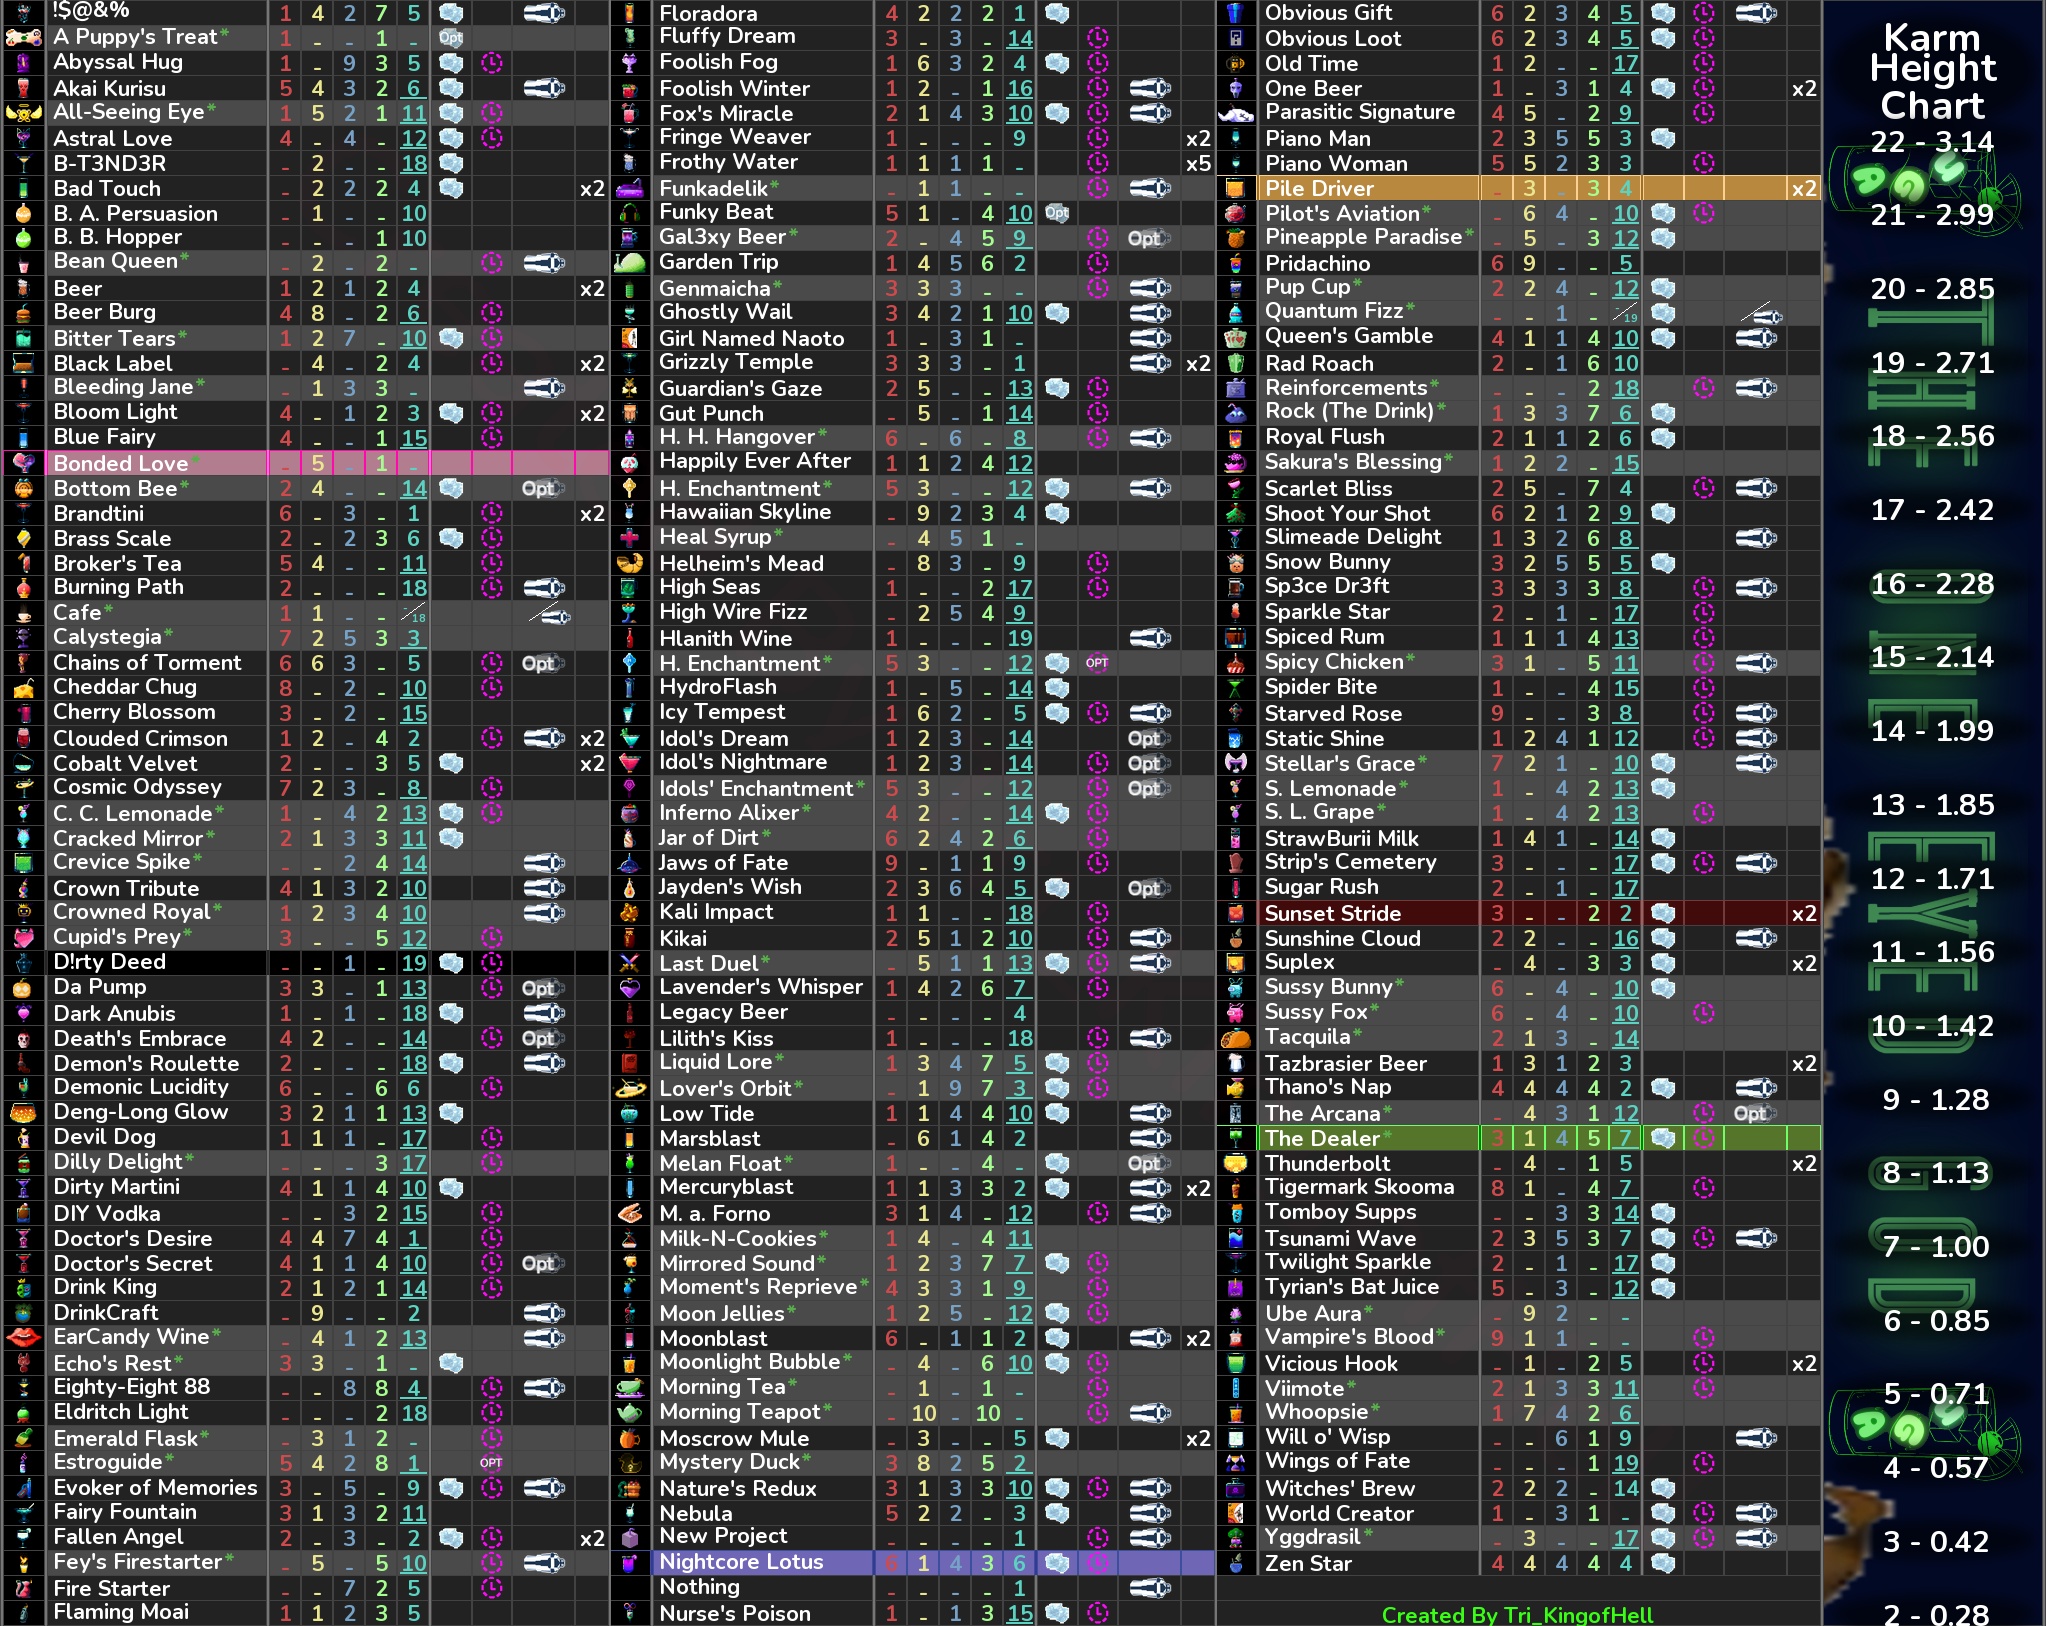 !$@&% 1 4 2 7 5
A Puppy's Treat* 1 - - 1 - Opt
Abyssal Hug 1 - 9 3 5
Akai Kurisu 5 4 3 2 6
All-Seeing Eye* 1 5 2 1 11
Astral Love 4 - 4 - 12
B-T3ND3R - 2 - - 18
Bad Touch - 2 2 2 4 x2
B. A. Persuasion - 1 - - 10
B. B. Hopper - - - 1 10
Bean Queen* - 2 - 2 -
Beer 1 2 1 2 4 x2
Beer Burg 4 8 - 2 6
Bitter Tears* 1 2 7 - 10
Black Label - 4 - 2 4 x2
Bleeding Jane* - 1 3 3 -
Bloom Light 4 - 1 2 3 x2
Blue Fairy 4 - - 1 15
Bonded Love* - 5 - 1 -
Bottom Bee* 2 4 - - 14 Opt
Brandtini 6 - 3 - 1 x2
Brass Scale 2 - 2 3 6
Broker's Tea 5 4 - - 11
Burning Path 2 - - - 18
Cafe* 1 1 - - -/18
Calystegia* 7 2 5 3 3
Chains of Torment 6 6 3 - 5 Opt
Cheddar Chug 8 - 2 - 10
Cherry Blossom 3 - 2 - 15
Clouded Crimson 1 2 - 4 2 x2
Cobalt Velvet 2 - - 3 5 x2
Cosmic Odyssey 7 2 3 - 8
C. C. Lemonade* 1 - 4 2 13
Cracked Mirror* 2 1 3 3 11
Crevice Spike* - - 2 4 14
Crown Tribute 4 1 3 2 10
Crowned Royal* 1 2 3 4 10
Cupid's Prey* 3 - - 5 12
D!rty Deed - - 1 - 19
Da Pump 3 3 - 1 13 Opt
Dark Anubis 1 - 1 - 18
Death's Embrace 4 2 - - 14 Opt
Demon's Roulette 2 - - - 18
Demonic Lucidity 6 - - 6 6
Deng-Long Glow 3 2 1 1 13
Devil Dog 1 1 1 - 17
Dilly Delight* - - - 3 17
Dirty Martini 4 1 1 4 10
DIY Vodka - - 3 2 15
Doctor's Desire 4 4 7 4 1
Doctor's Secret 4 1 1 4 10 Opt
Drink King 2 1 2 1 14
DrinkCraft - 9 - - 2
EarCandy Wine* - 4 1 2 13
Echo's Rest* 3 3 - 1 -
Eighty-Eight 88 - - 8 8 4
Eldritch Light - - - 2 18
Emerald Flask* - 3 1 2 -
Estroguide* 5 4 2 8 1 OPT
Evoker of Memories 3 - 5 - 9
Fairy Fountain 3 1 3 2 11
Fallen Angel 2 - 3 - 2 x2
Fey's Firestarter* - 5 - 5 10
Fire Starter - - 7 2 5
Flaming Moai 1 1 2 3 5
Floradora 4 2 2 2 1
Fluffy Dream 3 - 3 - 14
Foolish Fog 1 6 3 2 4
Foolish Winter 1 2 - 1 16
Fox's Miracle 2 1 4 3 10
Fringe Weaver 1 - - - 9 x2
Frothy Water 1 1 1 1 - x5
Funkadelik* - 1 1 - -
Funky Beat 5 1 - 4 10 Opt
Gal3xy Beer* 2 - 4 5 9 Opt
Garden Trip 1 4 5 6 2
Genmaicha* 3 3 3 - -
Ghostly Wail 3 4 2 1 10
Girl Named Naoto 1 - 3 1 -
Grizzly Temple 3 3 3 - 1 x2
Guardian's Gaze 2 5 - - 13
Gut Punch - 5 - 1 14
H. H. Hangover* 6 - 6 - 8
Happily Ever After 1 1 2 4 12
H. Enchantment* 5 3 - - 12
Hawaiian Skyline - 9 2 3 4
Heal Syrup* - 4 5 1 -
Helheim's Mead - 8 3 - 9
High Seas 1 - - 2 17
High Wire Fizz - 2 5 4 9
Hlanith Wine 1 - - - 19
H. Enchantment* 5 3 - - 12 OPT
HydroFlash 1 - 5 - 14
Icy Tempest 1 6 2 - 5
Idol's Dream 1 2 3 - 14 Opt
Idol's Nightmare 1 2 3 - 14 Opt
Idols' Enchantment* 5 3 - - 12 Opt
Inferno Alixer* 4 2 - - 14
Jar of Dirt* 6 2 4 2 6
Jaws of Fate 9 - 1 1 9
Jayden's Wish 2 3 6 4 5 Opt
Kali Impact 1 1 - - 18
Kikai 2 5 1 2 10
Last Duel* - 5 1 1 13
Lavender's Whisper 1 4 2 6 7
Legacy Beer - - - - 4
Lilith's Kiss 1 - - - 18
Liquid Lore* 1 3 4 7 5
Lover's Orbit* - 1 9 7 3
Low Tide 1 1 4 4 10
Marsblast - 6 1 4 2
Melan Float* 1 - - 4 - Opt
Mercuryblast 1 1 3 3 2 x2
M. a. Forno 3 1 4 - 12
Milk-N-Cookies* 1 4 - 4 11
Mirrored Sound* 1 2 3 7 7
Moment's Reprieve* 4 3 3 1 9
Moon Jellies* 1 2 5 - 12
Moonblast 6 - 1 1 2 x2
Moonlight Bubble* - 4 - 6 10
Morning Tea* - 1 - 1 -
Morning Teapot* - 10 - 10 -
Moscrow Mule - 3 - - 5 x2
Mystery Duck* 3 8 2 5 2
Nature's Redux 3 1 3 3 10
Nebula 5 2 2 - 3
New Project - - - - 1
Nightcore Lotus 6 1 4 3 6
Nothing - - - - 1
Nurse's Poison 1 - 1 3 15
Obvious Gift 6 2 3 4 5
Obvious Loot 6 2 3 4 5
Old Time 1 2 - - 17
One Beer 1 - 3 1 4 x2
Parasitic Signature 4 5 - 2 9
Piano Man 2 3 5 5 3
Piano Woman 5 5 2 3 3
Pile Driver - 3 - 3 4 x2
Pilot's Aviation* - 6 4 - 10
Pineapple Paradise* - 5 - 3 12
Pridachino 6 9 - - 5
Pup Cup* 2 2 4 - 12
Quantum Fizz* - - 1 - -/19
Queen's Gamble 4 1 1 4 10
Rad Roach 2 - 1 6 10
Reinforcements* - - - 2 18
Rock (The Drink)* 1 3 3 7 6
Royal Flush 2 1 1 2 6
Sakura's Blessing* 1 2 2 - 15
Scarlet Bliss 2 5 - 7 4
Shoot Your Shot 6 2 1 2 9
Slimeade Delight 1 3 2 6 8
Snow Bunny 3 2 5 5 5
Sp3ce Dr3ft 3 3 3 3 8
Sparkle Star 2 - 1 - 17
Spiced Rum 1 1 1 4 13
Spicy Chicken* 3 1 - 5 11
Spider Bite 1 - - 4 15
Starved Rose 9 - - 3 8
Static Shine 1 2 4 1 12
Stellar's Grace* 7 2 1 - 10
S. Lemonade* 1 - 4 2 13
S. L. Grape* 1 - 4 2 13
StrawBurii Milk 1 4 1 - 14
Strip's Cemetery 3 - - - 17
Sugar Rush 2 - 1 - 17
Sunset Stride 3 - - 2 2 x2
Sunshine Cloud 2 2 - - 16
Suplex - 4 - 3 3 x2
Sussy Bunny* 6 - 4 - 10
Sussy Fox* 6 - 4 - 10
Tacquila* 2 1 3 - 14
Tazbrasier Beer 1 3 1 2 3 x2
Thano's Nap 4 4 4 4 2
The Arcana* - 4 3 1 12 Opt
The Dealer* 3 1 4 5 7
Thunderbolt - 4 - 1 5 x2
Tigermark Skooma 8 1 - 4 7
Tomboy Supps - - 3 3 14
Tsunami Wave 2 3 5 3 7
Twilight Sparkle 2 - 1 - 17
Tyrian's Bat Juice 5 - 3 - 12
Ube Aura* - 9 2 - -
Vampire's Blood* 9 1 1 - -
Vicious Hook - 1 - 2 5 x2
Viimote* 2 1 3 3 11
Whoopsie* 1 7 4 2 6
Will o' Wisp - - 6 1 9
Wings of Fate - - - 1 19
Witches' Brew 2 2 2 - 14
World Creator 1 - 3 1 -
Yggdrasil* - 3 - - 17
Zen Star 4 4 4 4 4
Created By Tri_KingofHell
Karm
Height
Chart
22 - 3.14
21 - 2.99
20 - 2.85
19 - 2.71
18 - 2.56
17 - 2.42
16 - 2.28
15 - 2.14
14 - 1.99
13 - 1.85
12 - 1.71
11 - 1.56
10 - 1.42
9 - 1.28
8 - 1.13
7 - 1.00
6 - 0.85
5 - 0.71
4 - 0.57
3 - 0.42
2 - 0.28
THE ONE EYED GOD